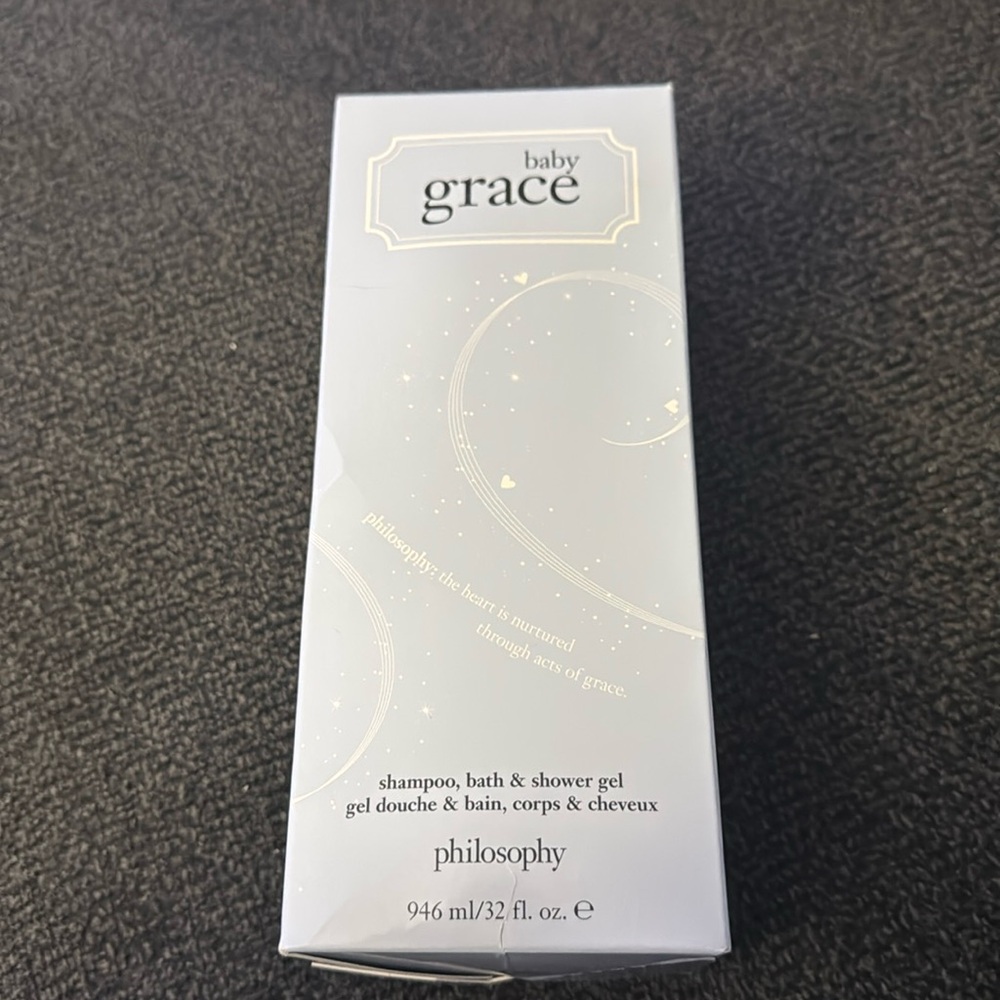 baby
grace
philosophy: the heart is nurtured
through acts of grace.
shampoo, bath & shower gel
gel douche & bain, corps & cheveux
philosophy
946 ml/32 fl. oz. ℮